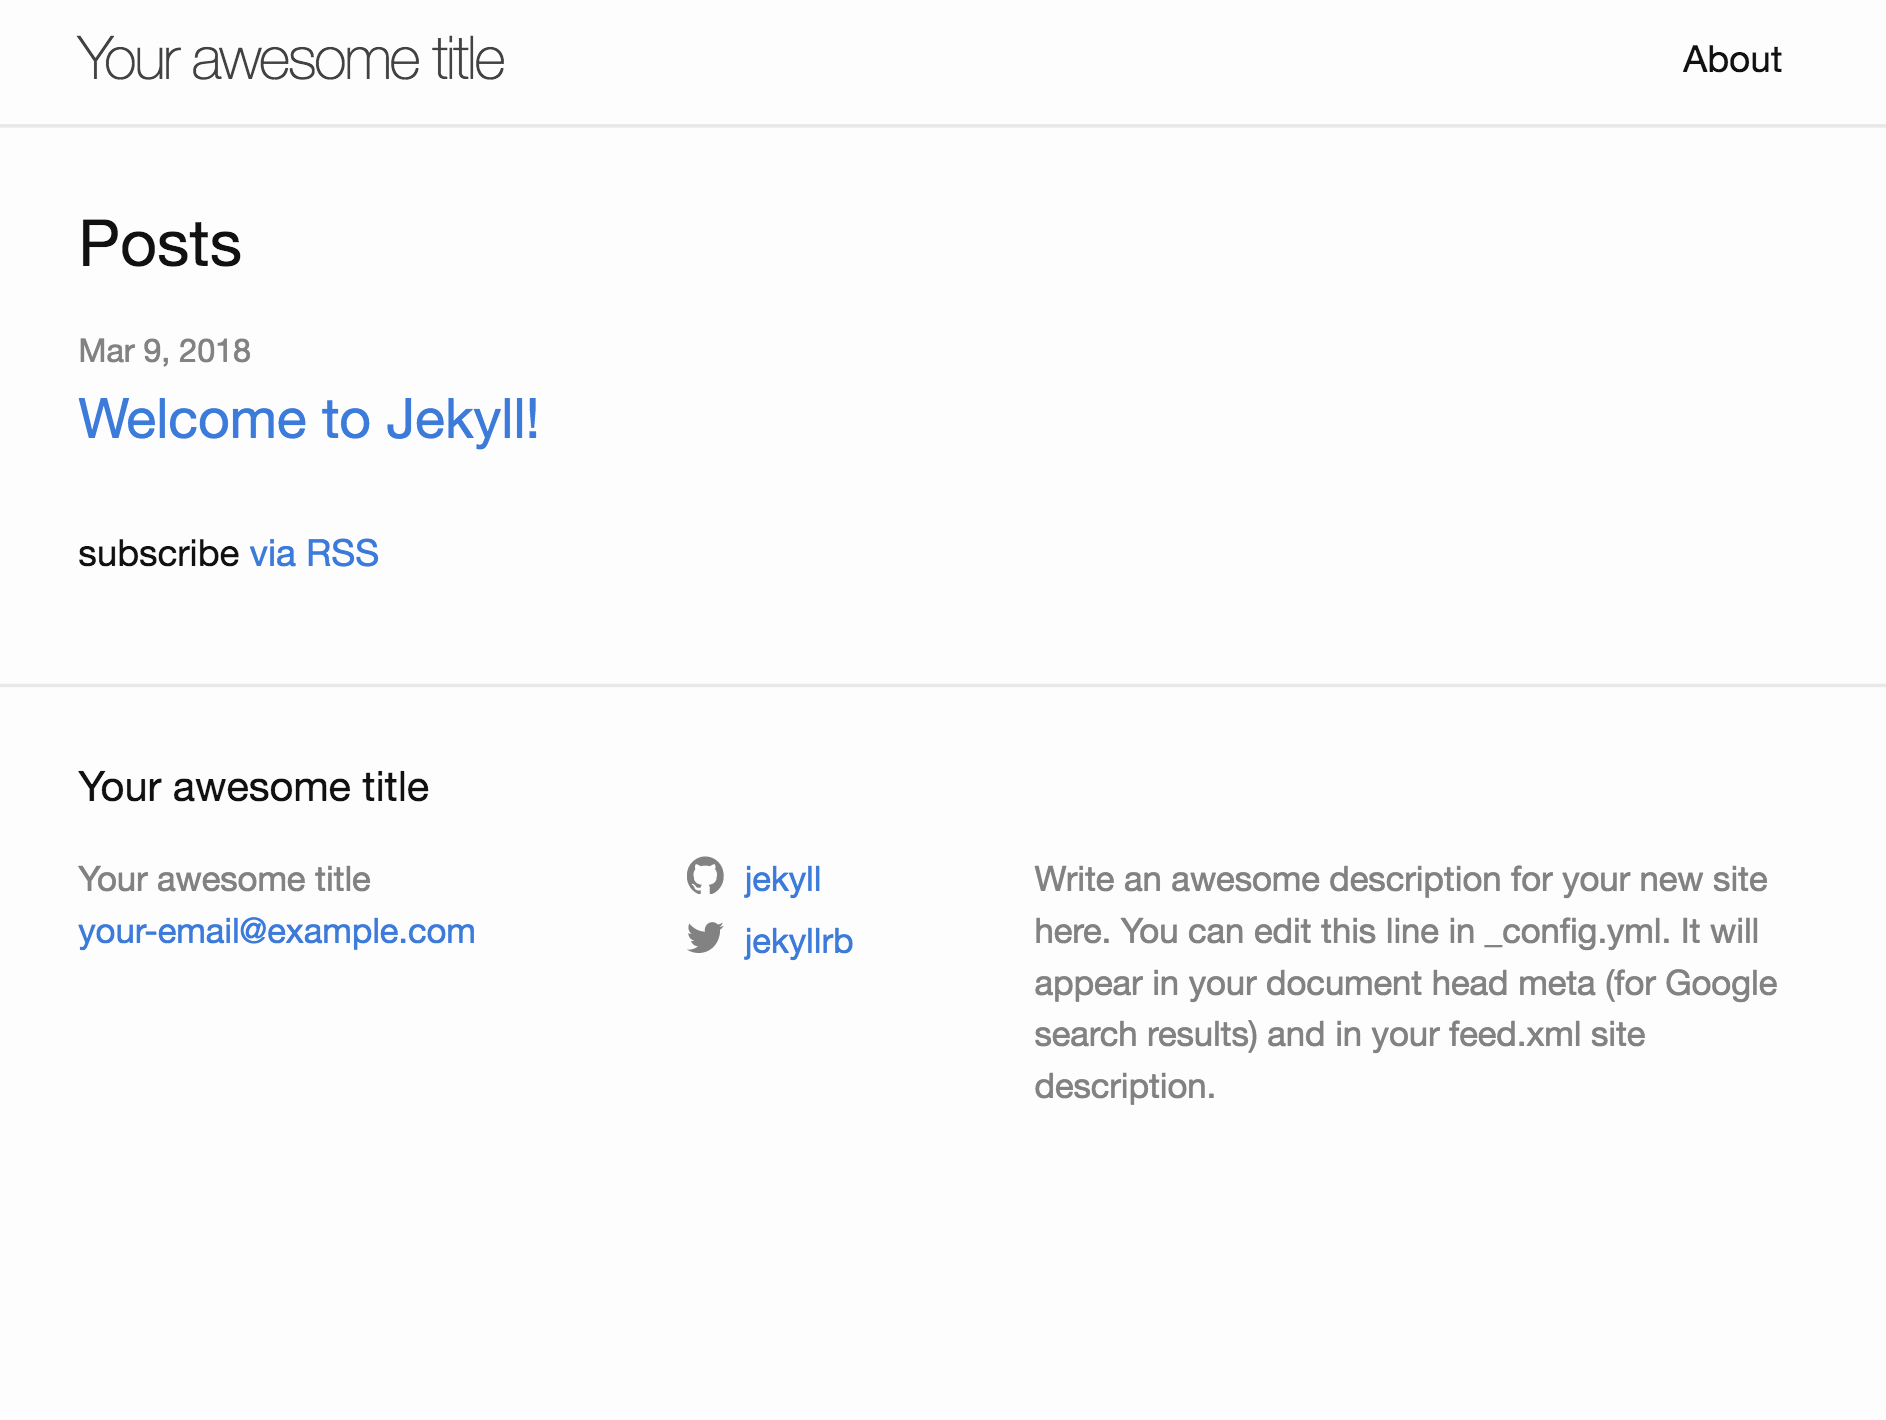 Your awesome title
About
Posts
Mar 9, 2018
Welcome to Jekyll!
subscribe via RSS
Your awesome title
Your awesome title
your-email@example.com
jekyll
jekyllrb
Write an awesome description for your new site
here. You can edit this line in _config.yml. It will
appear in your document head meta (for Google
search results) and in your feed.xml site
description.